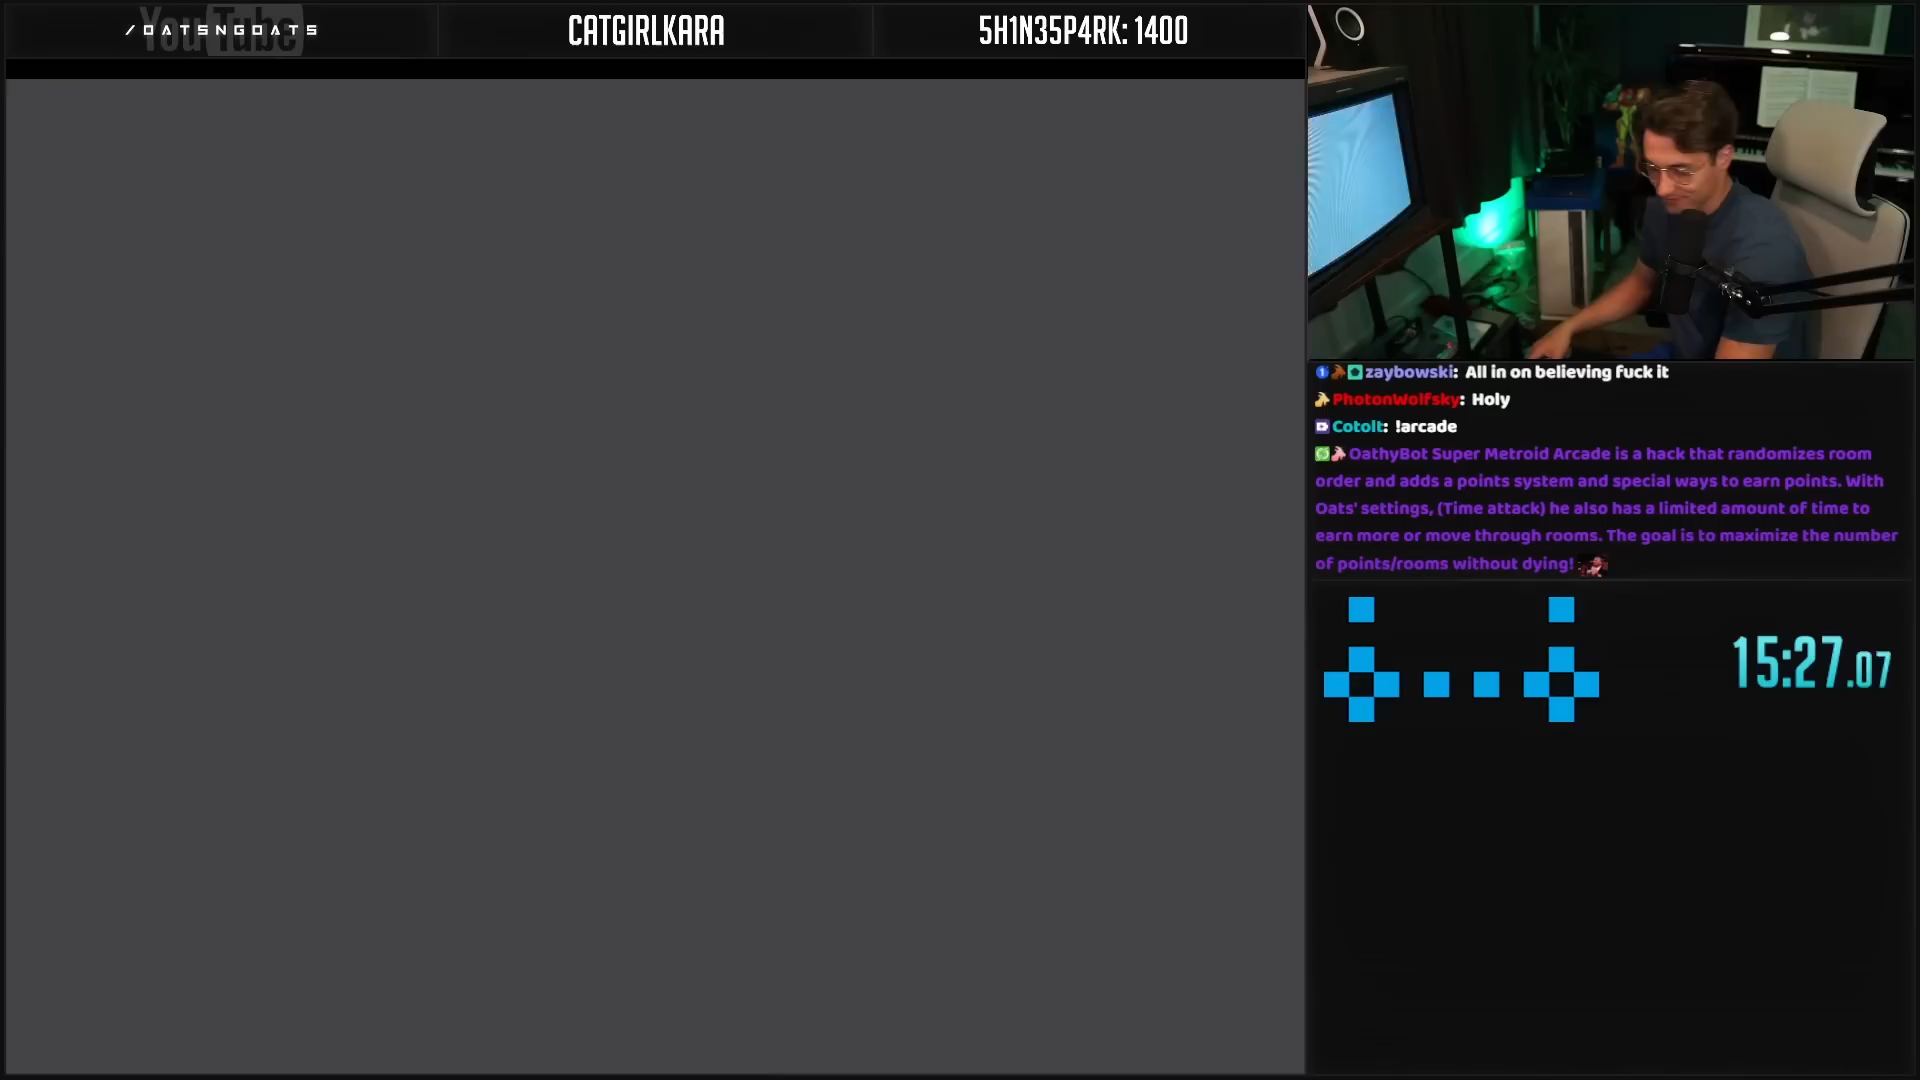 YouTube
/OATSNGOATS
CATGIRLKARA
5H1N35P4RK: 1400
zaybowski: All in on believing fuck it
PhotonWolfsky: Holy
Cotolt: !arcade
OathyBot Super Metroid Arcade is a hack that randomizes room
order and adds a points system and special ways to earn points. With
Oats' settings, (Time attack) he also has a limited amount of time to
earn more or move through rooms. The goal is to maximize the number
of points/rooms without dying!
15:27.07